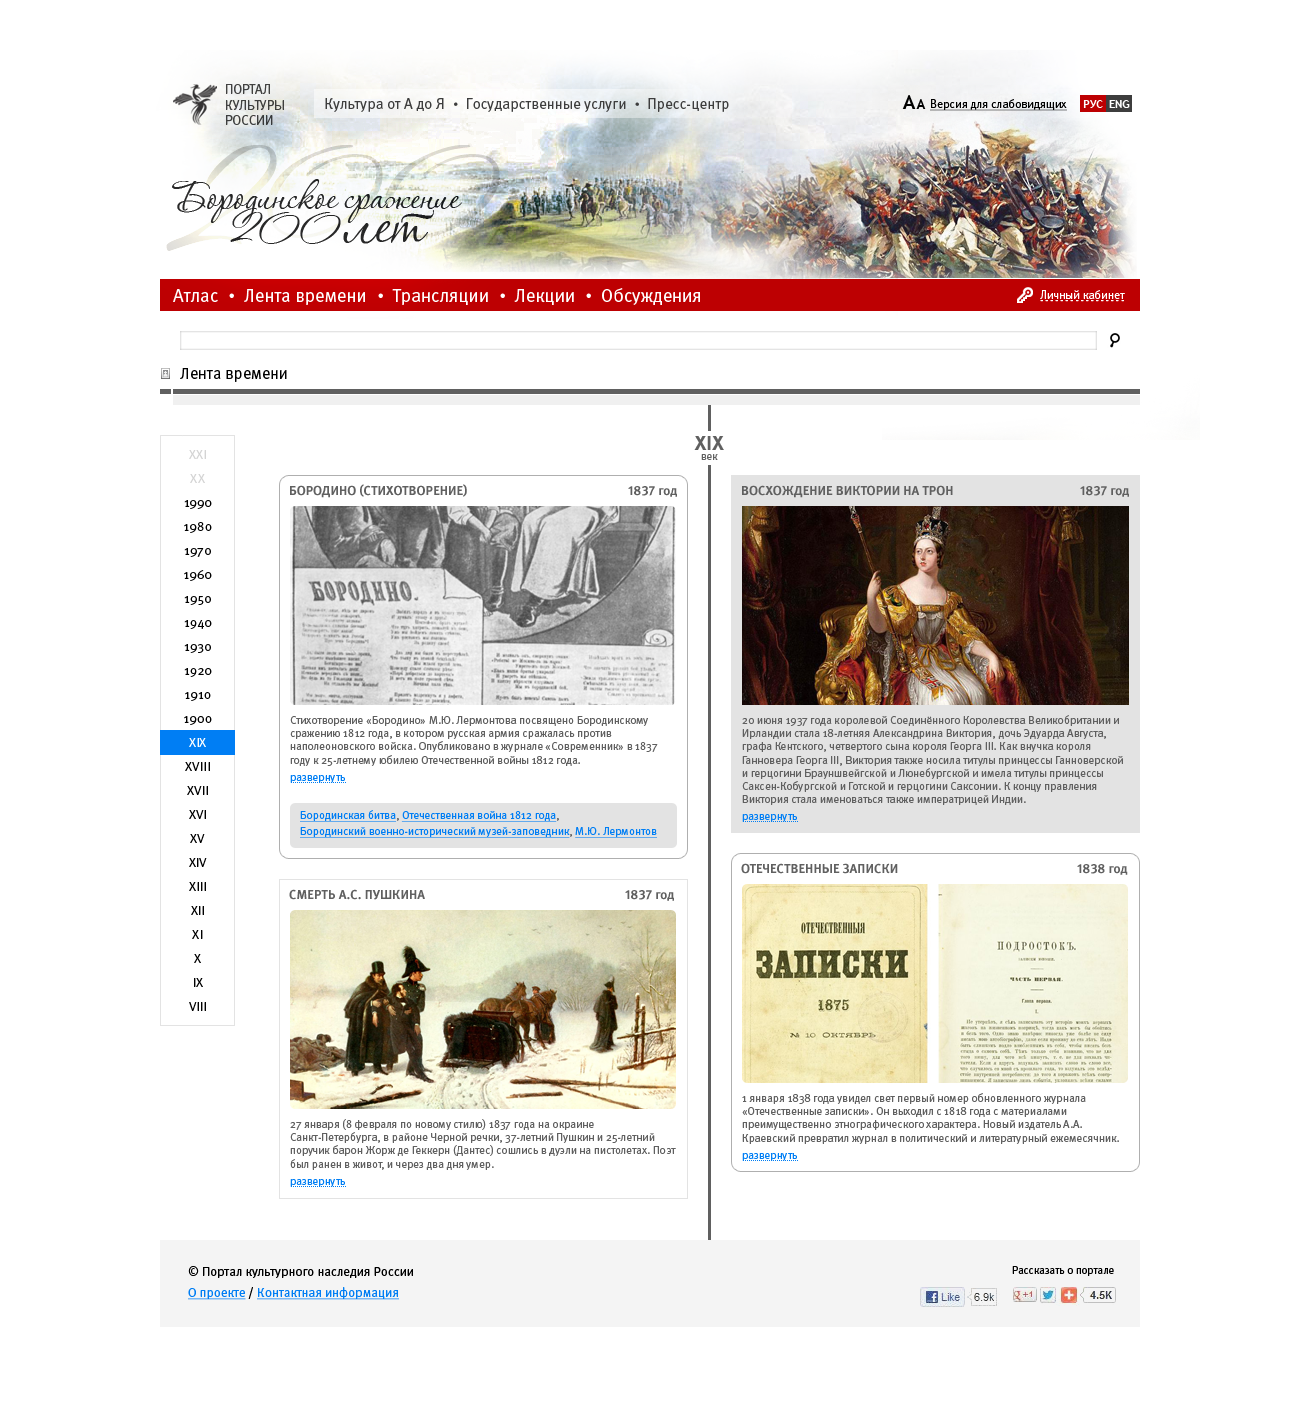 ПОРТАЛ
КУЛЬТУРЫ
РОССИИ
Культура от А до Я • Государственные услуги • Пресс-центр
АА Версия для слабовидящих
РУС ENG
200
Бородинское сражение
200 лет
Атлас • Лента времени • Трансляции • Лекции • Обсуждения
Личный кабинет
Лента времени
XIX
век
XXI
XX
1990
1980
1970
1960
1950
1940
1930
1920
1910
1900
XIX
XVIII
XVII
XVI
XV
XIV
XIII
XII
XI
X
IX
VIII
БОРОДИНО (СТИХОТВОРЕНИЕ) 1837 год
БОРОДИНО.
Стихотворение «Бородино» М.Ю. Лермонтова посвящено Бородинскому
сражению 1812 года, в котором русская армия сражалась против
наполеоновского войска. Опубликовано в журнале «Современник» в 1837
году к 25-летнему юбилею Отечественной войны 1812 года.
развернуть
Бородинская битва, Отечественная война 1812 года,
Бородинский военно-исторический музей-заповедник, М.Ю. Лермонтов
СМЕРТЬ А.С. ПУШКИНА 1837 год
27 января (8 февраля по новому стилю) 1837 года на окраине
Санкт-Петербурга, в районе Черной речки, 37-летний Пушкин и 25-летний
поручик барон Жорж де Геккерн (Дантес) сошлись в дуэли на пистолетах. Поэт
был ранен в живот, и через два дня умер.
развернуть
ВОСХОЖДЕНИЕ ВИКТОРИИ НА ТРОН 1837 год
20 июня 1937 года королевой Соединённого Королевства Великобритании и
Ирландии стала 18-летняя Александрина Виктория, дочь Эдуарда Августа,
графа Кентского, четвертого сына короля Георга III. Как внучка короля
Ганновера Георга III, Виктория также носила титулы принцессы Ганноверской
и герцогини Брауншвейгской и Люнебургской и имела титулы принцессы
Саксен-Кобургской и Готской и герцогини Саксонии. К концу правления
Виктория стала именоваться также императрицей Индии.
развернуть
ОТЕЧЕСТВЕННЫЕ ЗАПИСКИ 1838 год
ОТЕЧЕСТВЕННЫЯ
ЗАПИСКИ
1875
№ 10 ОКТЯБРЬ
ПОДРОСТОКЪ.
ЧАСТЬ ПЕРВАЯ.
Глава первая.
I.
1 января 1838 года увидел свет первый номер обновленного журнала
«Отечественные записки». Он выходил с 1818 года с материалами
преимущественно этнографического характера. Новый издатель А.А.
Краевский превратил журнал в политический и литературный ежемесячник.
развернуть
© Портал культурного наследия России
О проекте / Контактная информация
Рассказать о портале
Like 6.9k
g +1
4.5K